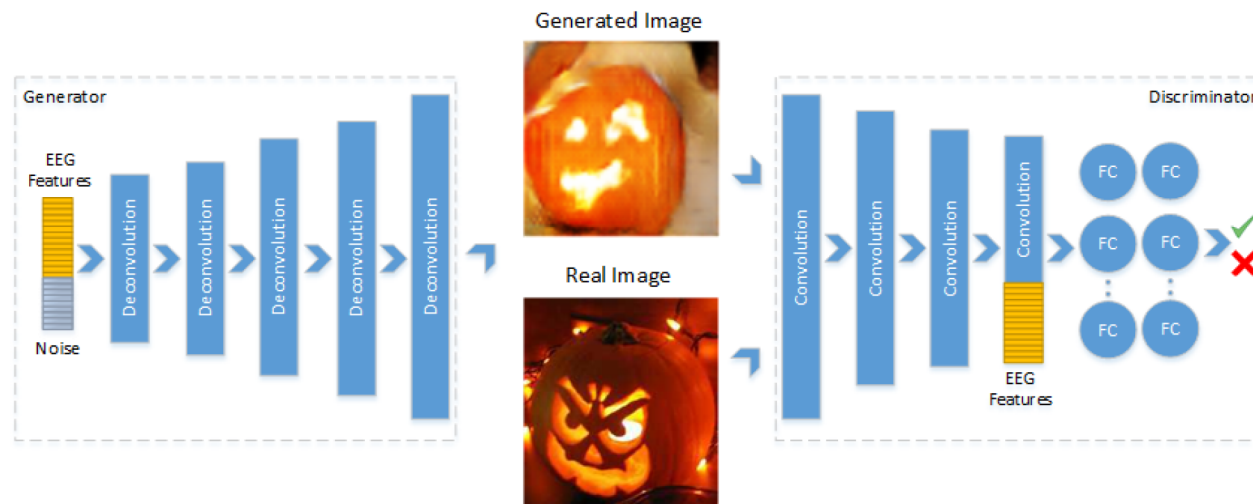 Generated Image
Generator
EEG
Features
Noise
Deconvolution
Deconvolution
Deconvolution
Deconvolution
Deconvolution
Real Image
Discriminator
Convolution
Convolution
Convolution
Convolution
EEG
Features
FC
FC
FC
FC
FC
FC